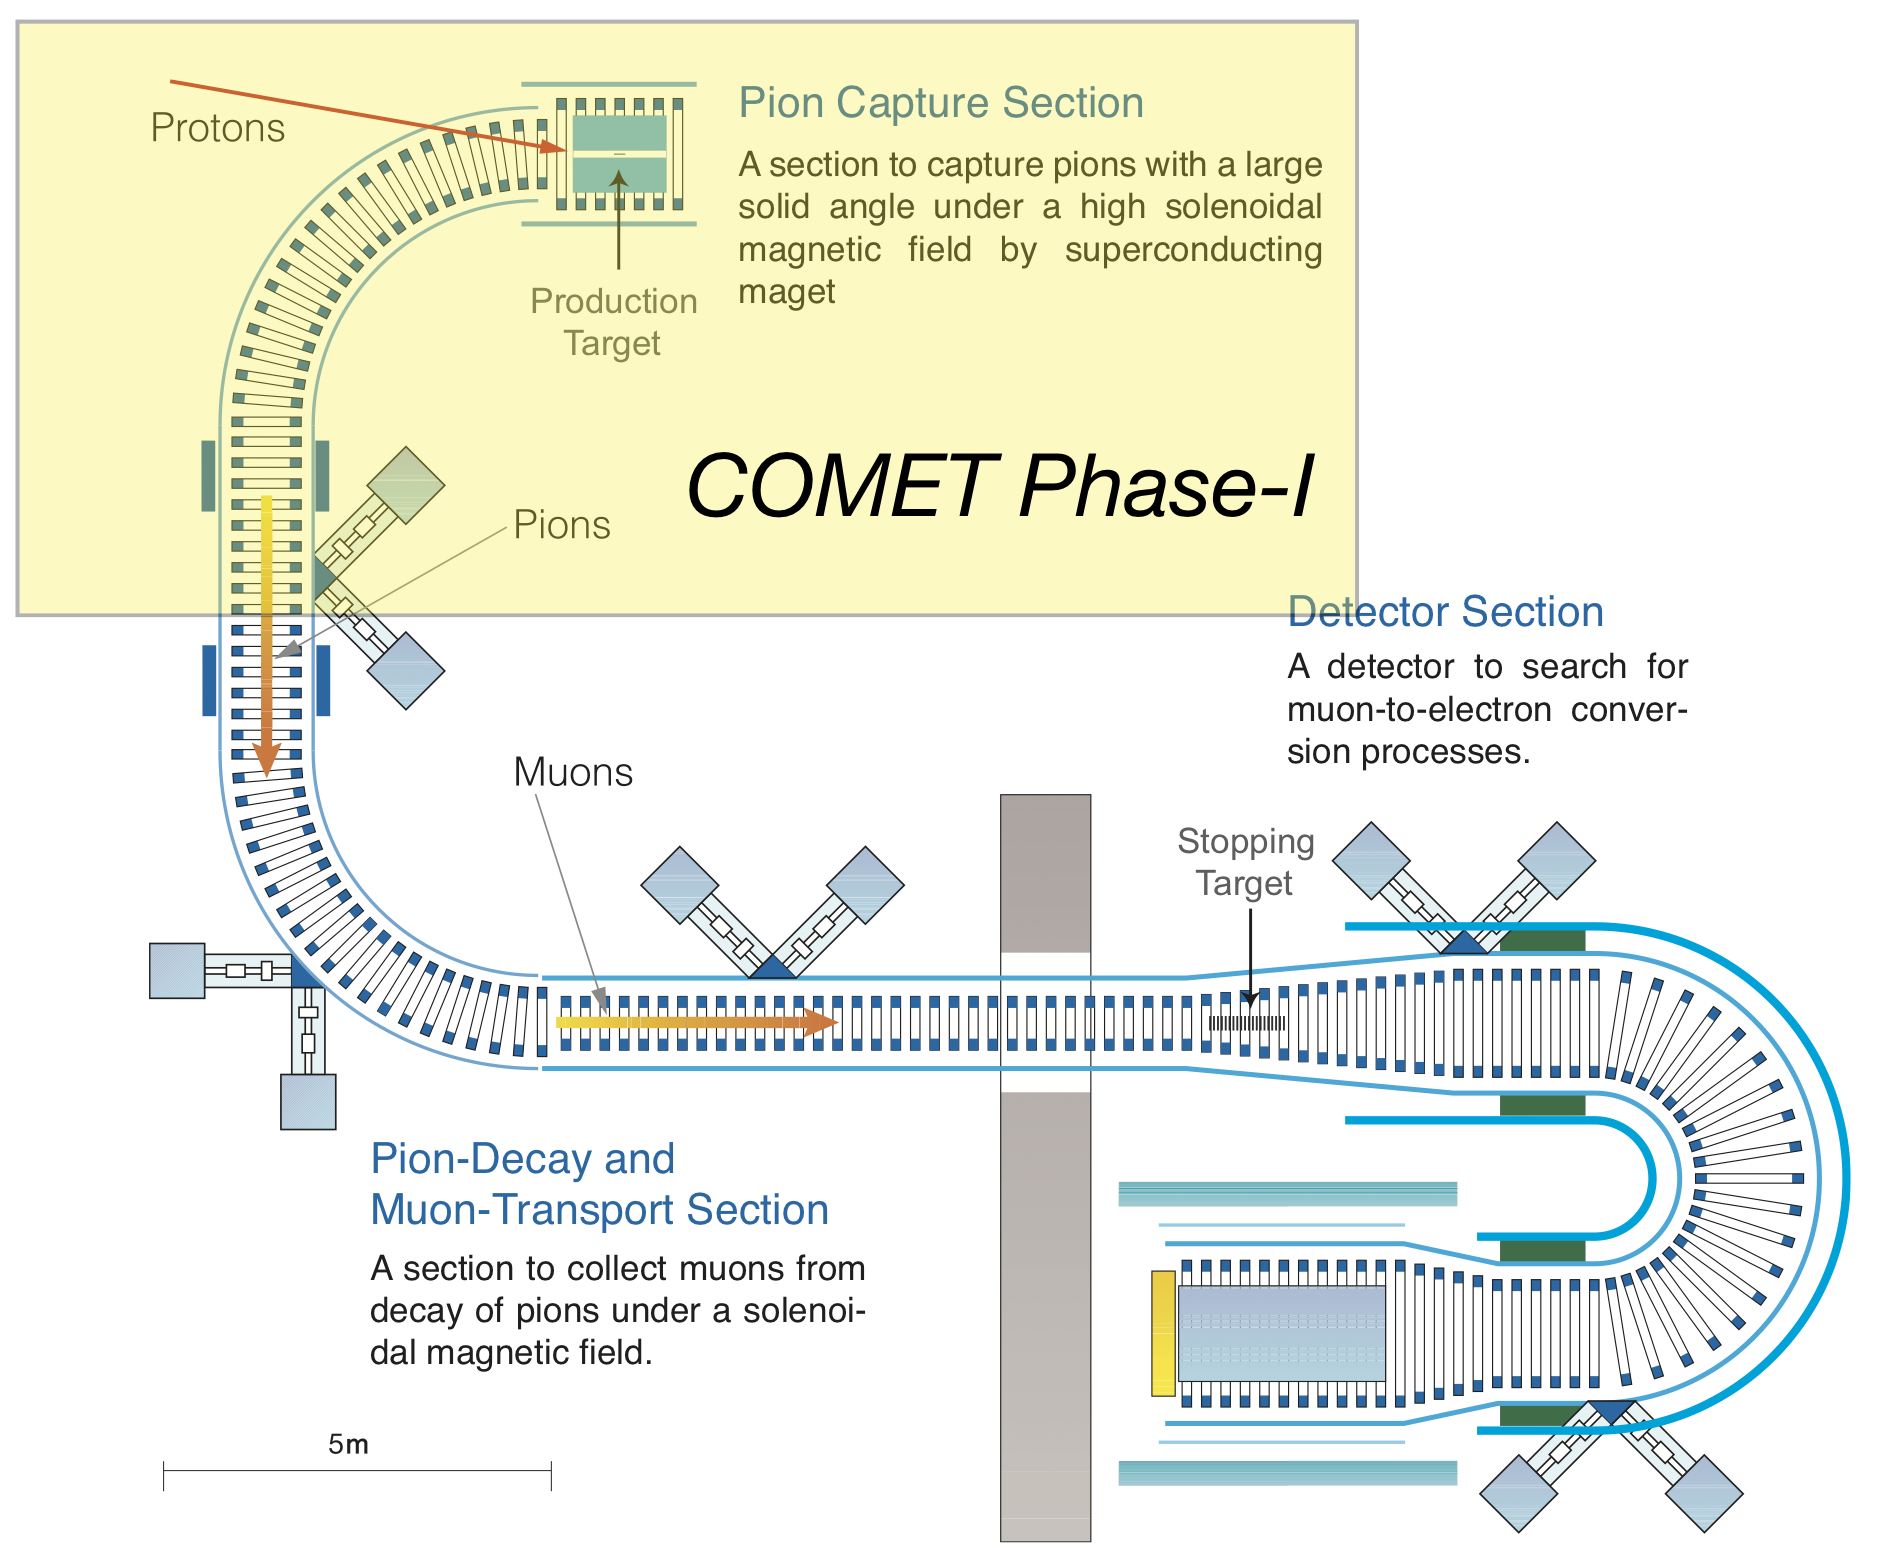 Protons
Pion Capture Section
A section to capture pions with a large
solid angle under a high solenoidal
magnetic field by superconducting
maget
Production
Target
COMET Phase-I
Pions
Detector Section
A detector to search for
muon-to-electron conver-
sion processes.
Muons
Stopping
Target
Pion-Decay and
Muon-Transport Section
A section to collect muons from
decay of pions under a solenoi-
dal magnetic field.
5m